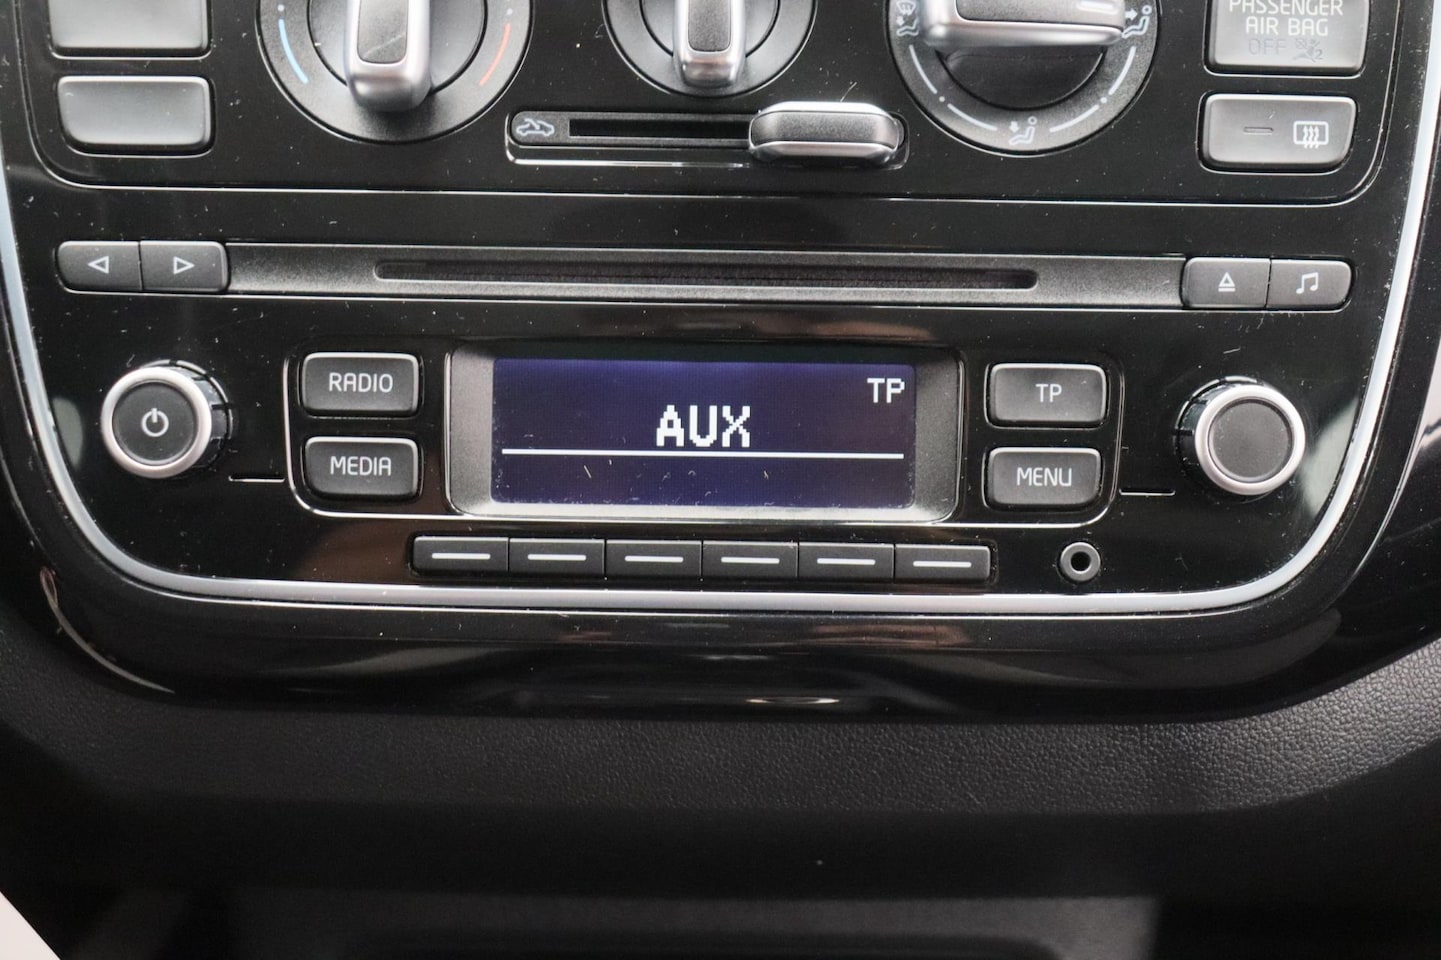 PASSENGER
AIR BAG
OFF
RADIO
TP
TP
AUX
MEDIA
MENU